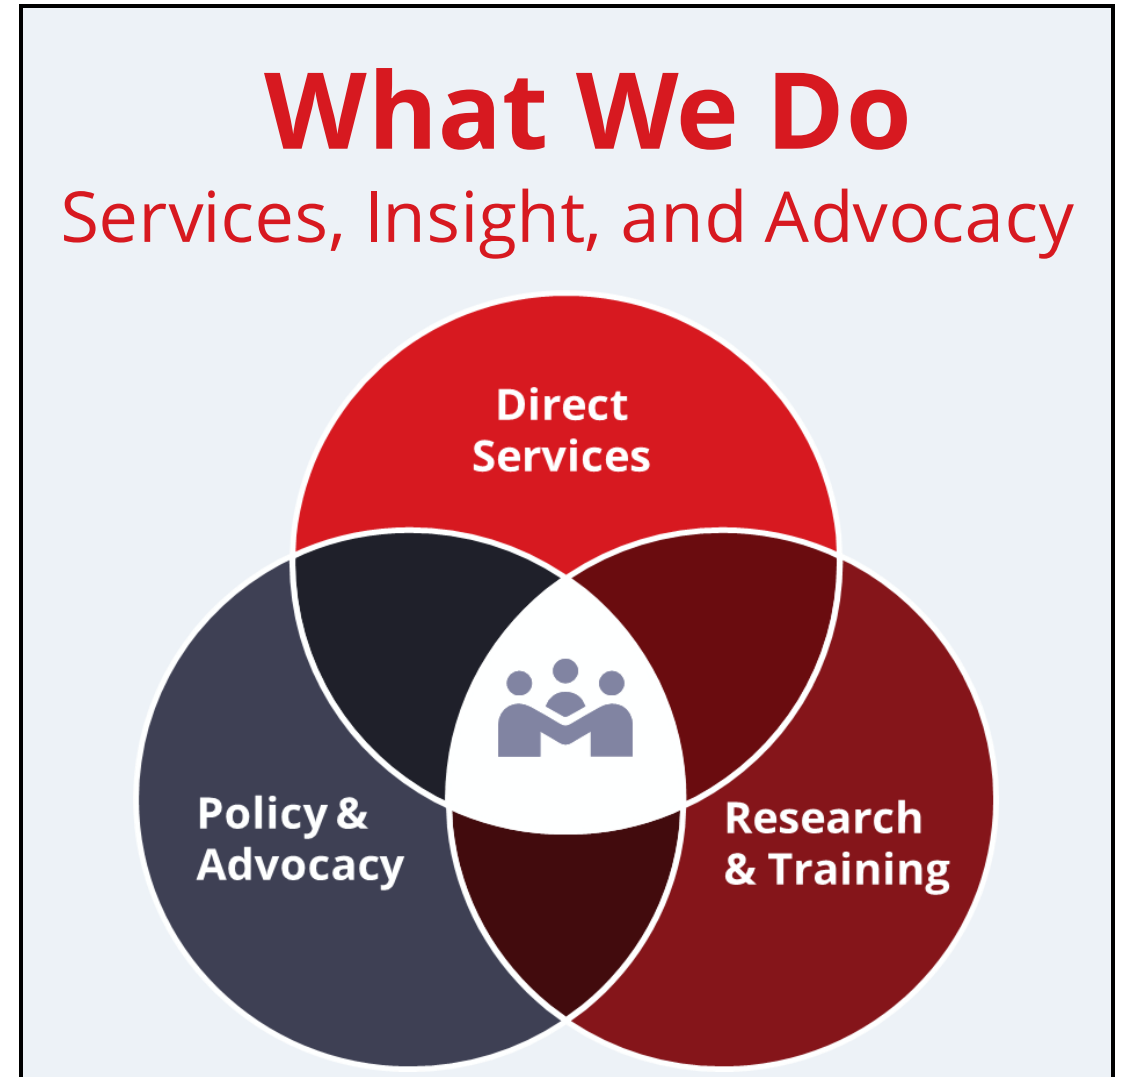 What We Do
Services, Insight, and Advocacy
Direct
Services
Policy &
Advocacy
Research
& Training